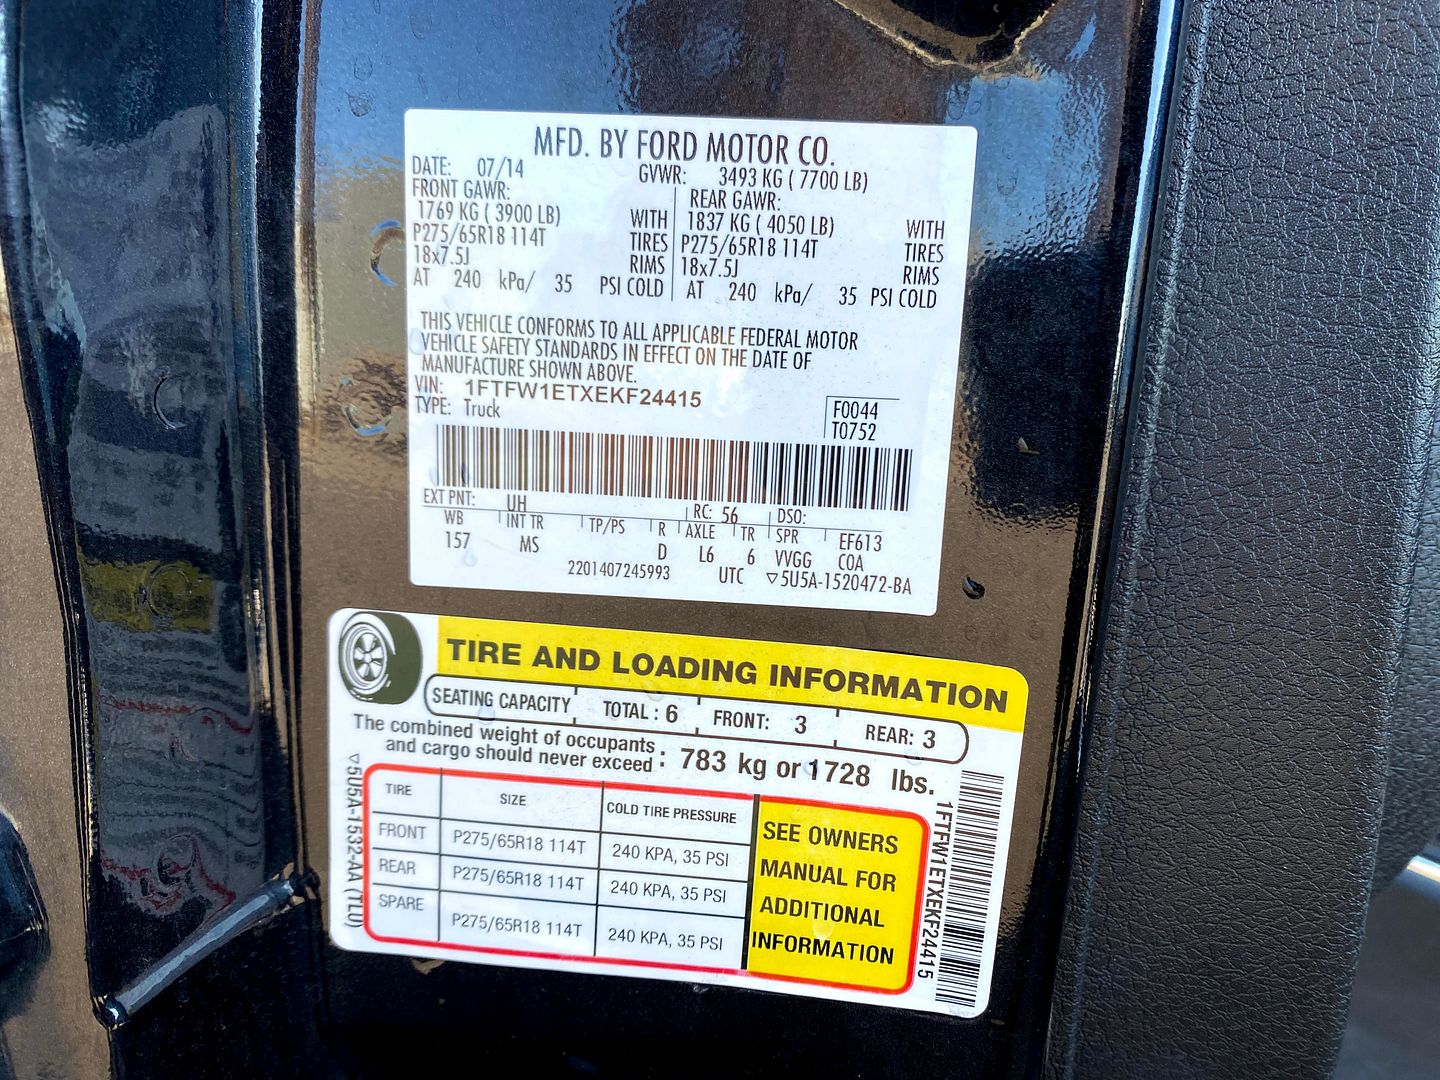 MFD. BY FORD MOTOR CO.
DATE: 07/14 GVWR: 3493 KG ( 7700 LB)
FRONT GAWR: REAR GAWR:
1769 KG ( 3900 LB) WITH 1837 KG ( 4050 LB) WITH
P275/65R18 114T TIRES P275/65R18 114T TIRES
18x7.5J RIMS 18x7.5J RIMS
AT 240 kPa/ 35 PSI COLD AT 240 kPa/ 35 PSI COLD
THIS VEHICLE CONFORMS TO ALL APPLICABLE FEDERAL MOTOR
VEHICLE SAFETY STANDARDS IN EFFECT ON THE DATE OF
MANUFACTURE SHOWN ABOVE.
VIN: 1FTFW1ETXEKF24415
TYPE: Truck
F0044
T0752
EXT PNT: UH RC: 56 DSO:
WB INT TR TP/PS R AXLE TR SPR EF613
157 MS D L6 6 VVGG COA
2201407245993 UTC ▽5U5A-1520472-BA
TIRE AND LOADING INFORMATION
SEATING CAPACITY TOTAL : 6 FRONT: 3 REAR: 3
The combined weight of occupants
and cargo should never exceed : 783 kg or 1728 lbs.
TIRE SIZE COLD TIRE PRESSURE
FRONT P275/65R18 114T 240 KPA, 35 PSI
REAR P275/65R18 114T 240 KPA, 35 PSI
SPARE P275/65R18 114T 240 KPA, 35 PSI
SEE OWNERS
MANUAL FOR
ADDITIONAL
INFORMATION
▽5U5A-1532-AA (TLU)
1FTFW1ETXEKF24415